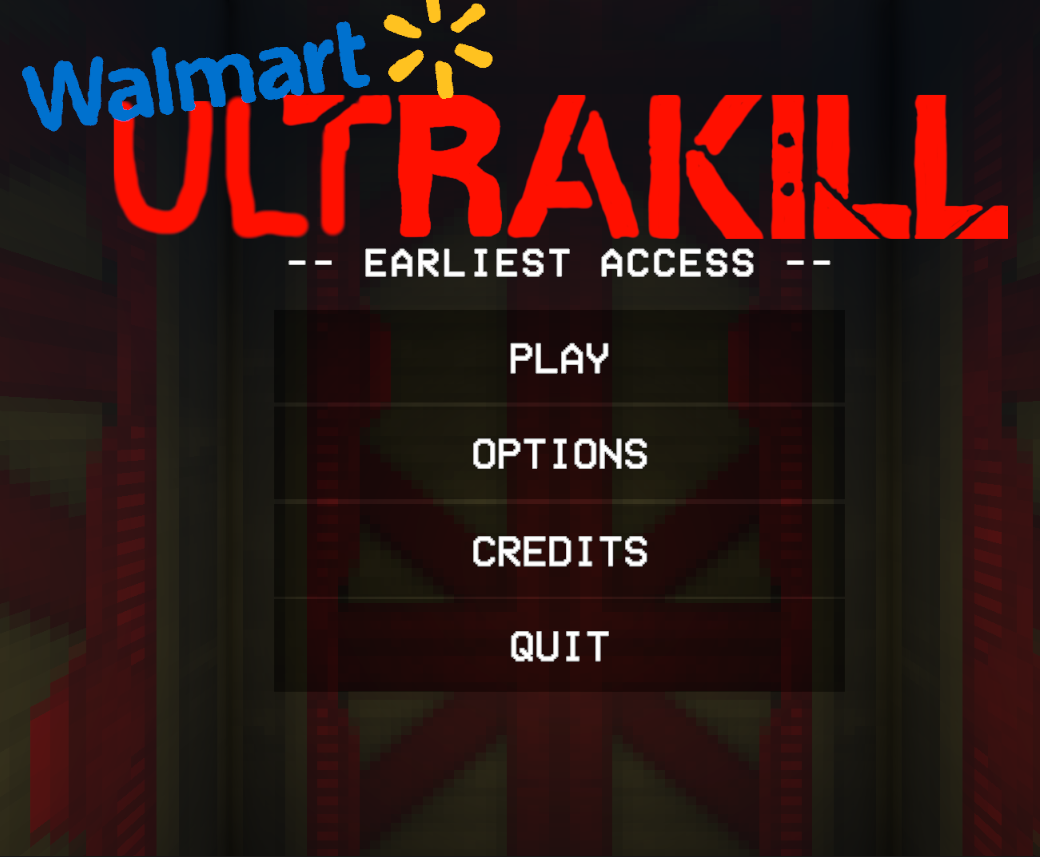 Walmart
ULTRAKILL
-- EARLIEST ACCESS --
PLAY
OPTIONS
CREDITS
QUIT